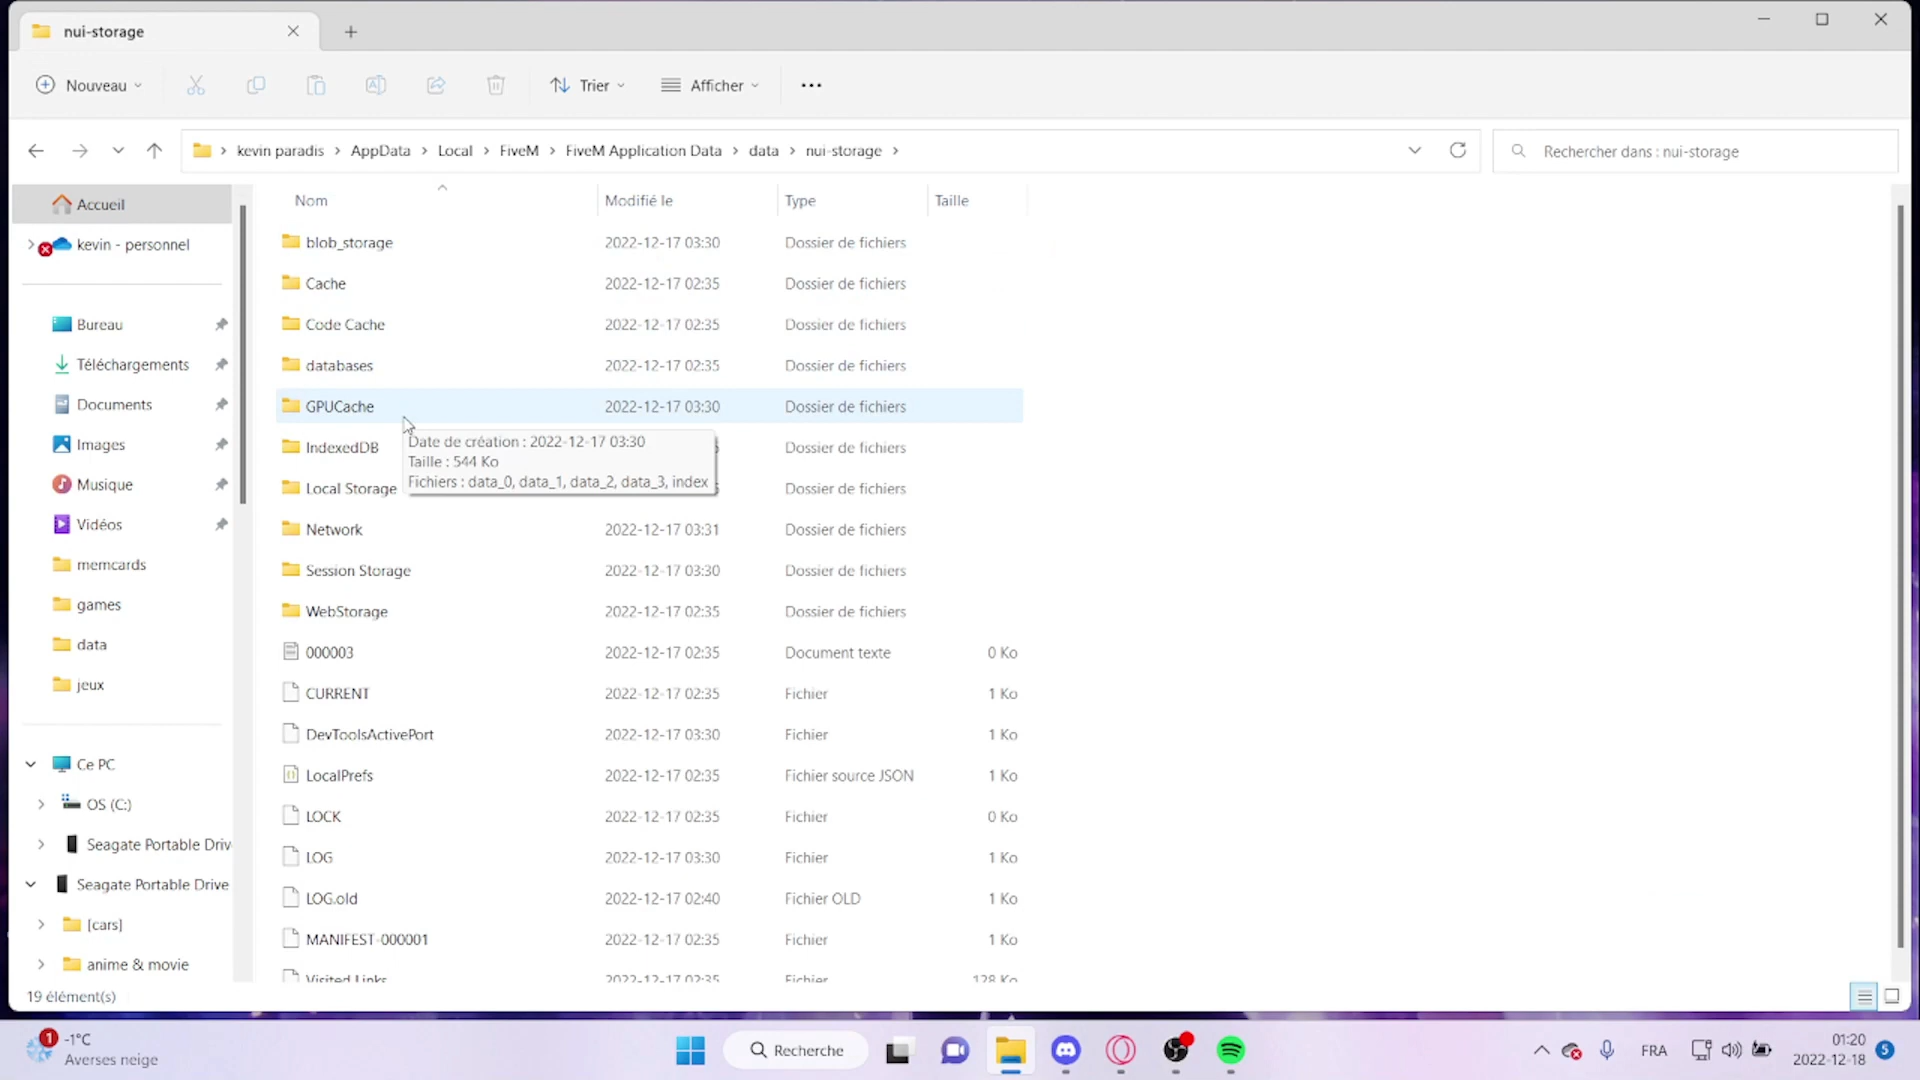 nui-storage
Nouveau
Trier
Afficher
kevin paradis > AppData > Local > FiveM > FiveM Application Data > data > nui-storage >
Rechercher dans : nui-storage
Accueil
kevin - personnel
Bureau
Téléchargements
Documents
Images
Musique
Vidéos
memcards
games
data
jeux
Ce PC
OS (C:)
Seagate Portable Driv
Seagate Portable Drive
[cars]
anime & movie
Nom Modifié le Type Taille
blob_storage 2022-12-17 03:30 Dossier de fichiers
Cache 2022-12-17 02:35 Dossier de fichiers
Code Cache 2022-12-17 02:35 Dossier de fichiers
databases 2022-12-17 02:35 Dossier de fichiers
GPUCache 2022-12-17 03:30 Dossier de fichiers
Date de création : 2022-12-17 03:30
Taille : 544 Ko
Fichiers : data_0, data_1, data_2, data_3, index
IndexedDB Dossier de fichiers
Local Storage Dossier de fichiers
Network 2022-12-17 03:31 Dossier de fichiers
Session Storage 2022-12-17 03:30 Dossier de fichiers
WebStorage 2022-12-17 02:35 Dossier de fichiers
000003 2022-12-17 02:35 Document texte 0 Ko
CURRENT 2022-12-17 02:35 Fichier 1 Ko
DevToolsActivePort 2022-12-17 03:30 Fichier 1 Ko
LocalPrefs 2022-12-17 02:35 Fichier source JSON 1 Ko
LOCK 2022-12-17 02:35 Fichier 0 Ko
LOG 2022-12-17 03:30 Fichier 1 Ko
LOG.old 2022-12-17 02:40 Fichier OLD 1 Ko
MANIFEST-000001 2022-12-17 02:35 Fichier 1 Ko
Visited Links 2022-12-17 02:35 Fichier 128 Ko
19 élément(s)
1
-1°C
Averses neige
Recherche
FRA
01:20
2022-12-18
5